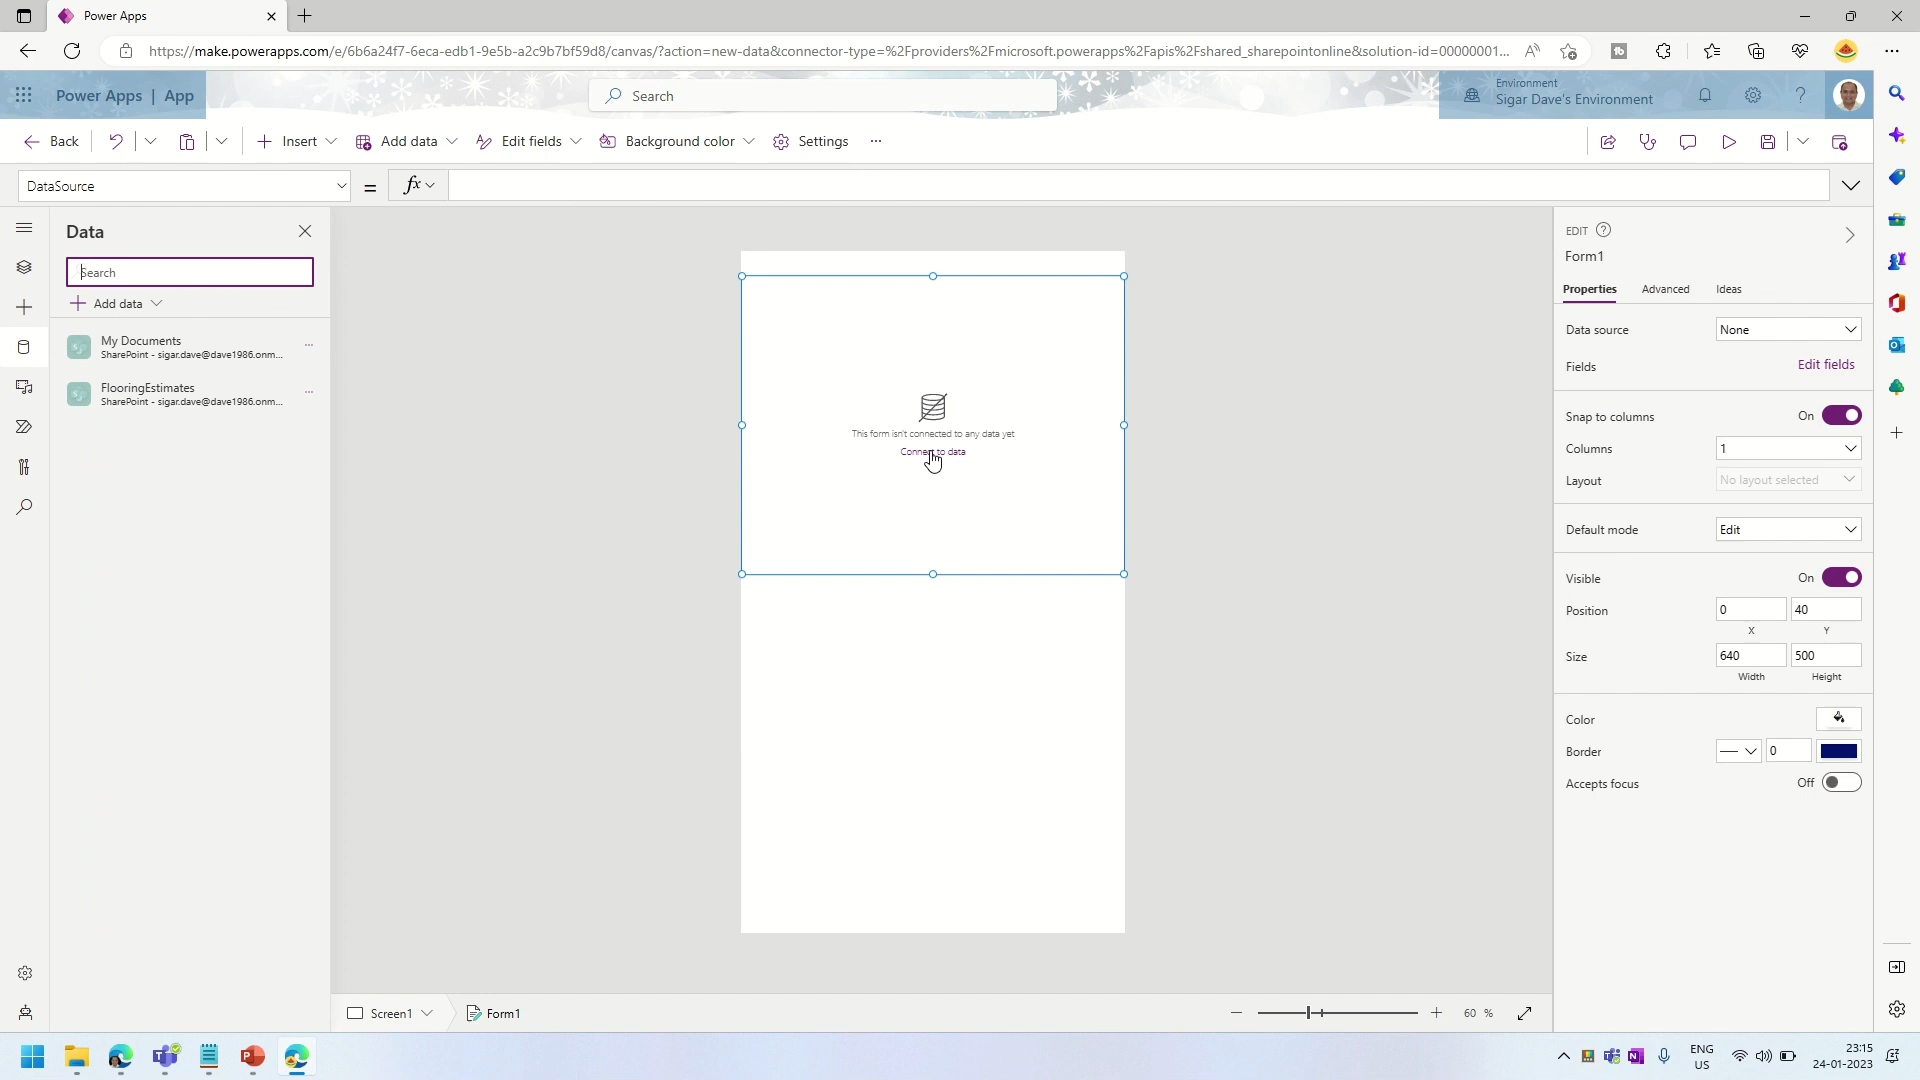 Power Apps
https://make.powerapps.com/e/6b6a24f7-6eca-edb1-9e5b-a2c9b7bf59d8/canvas/?action=new-data&connector-type=%2Fproviders%2Fmicrosoft.powerapps%2Fapis%2Fshared_sharepointonline&solution-id=00000001...
Power Apps | App
Search
Environment
Sigar Dave's Environment
Back
Insert
Add data
Edit fields
Background color
Settings
DataSource
=
fx
Data
Search
Add data
My Documents
SharePoint - sigar.dave@dave1986.onm...
FlooringEstimates
SharePoint - sigar.dave@dave1986.onm...
This form isn't connected to any data yet
Connect to data
EDIT
Form1
Properties
Advanced
Ideas
Data source
None
Fields
Edit fields
Snap to columns
On
Columns
1
Layout
No layout selected
Default mode
Edit
Visible
On
Position
0
40
X
Y
Size
640
500
Width
Height
Color
Border
0
Accepts focus
Off
Screen1
Form1
60 %
ENG
US
23:15
24-01-2023